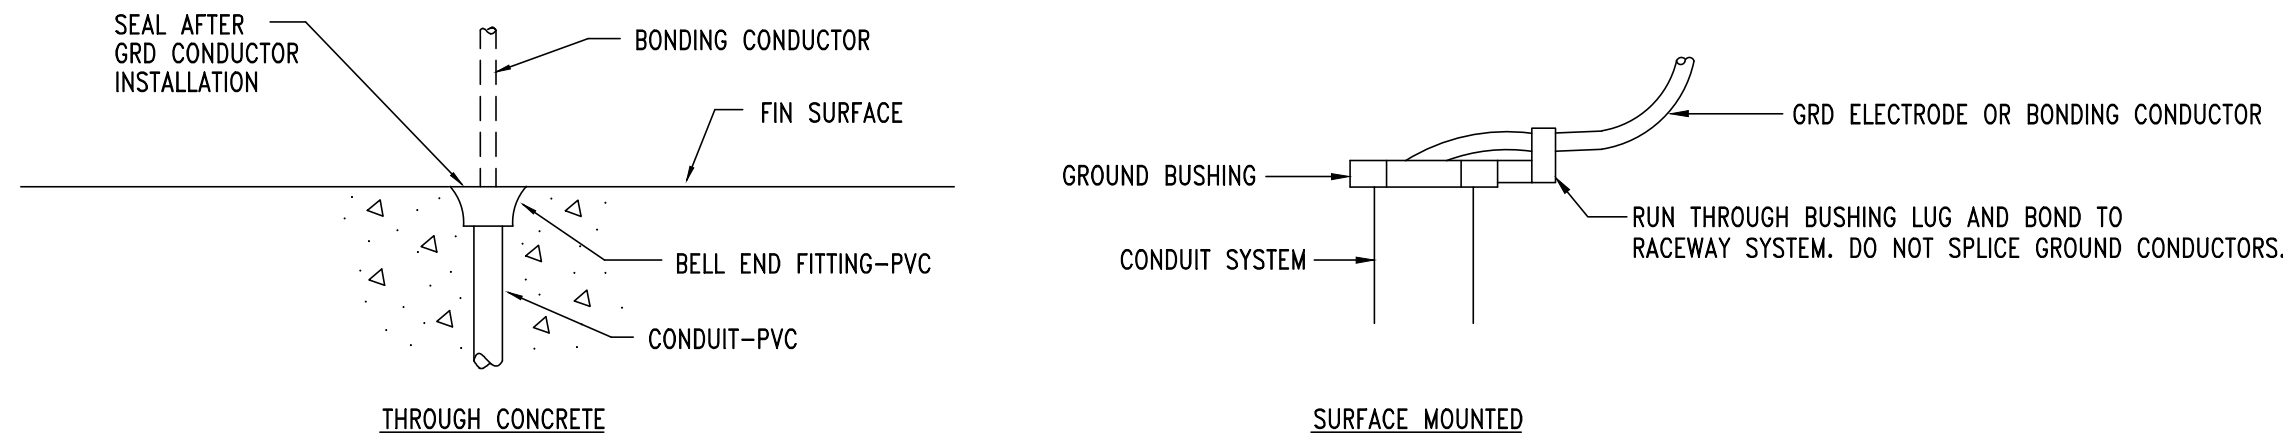 SEAL AFTER
GRD CONDUCTOR
INSTALLATION
BONDING CONDUCTOR
FIN SURFACE
BELL END FITTING-PVC
CONDUIT-PVC
THROUGH CONCRETE
GRD ELECTRODE OR BONDING CONDUCTOR
GROUND BUSHING
RUN THROUGH BUSHING LUG AND BOND TO
RACEWAY SYSTEM. DO NOT SPLICE GROUND CONDUCTORS.
CONDUIT SYSTEM
SURFACE MOUNTED